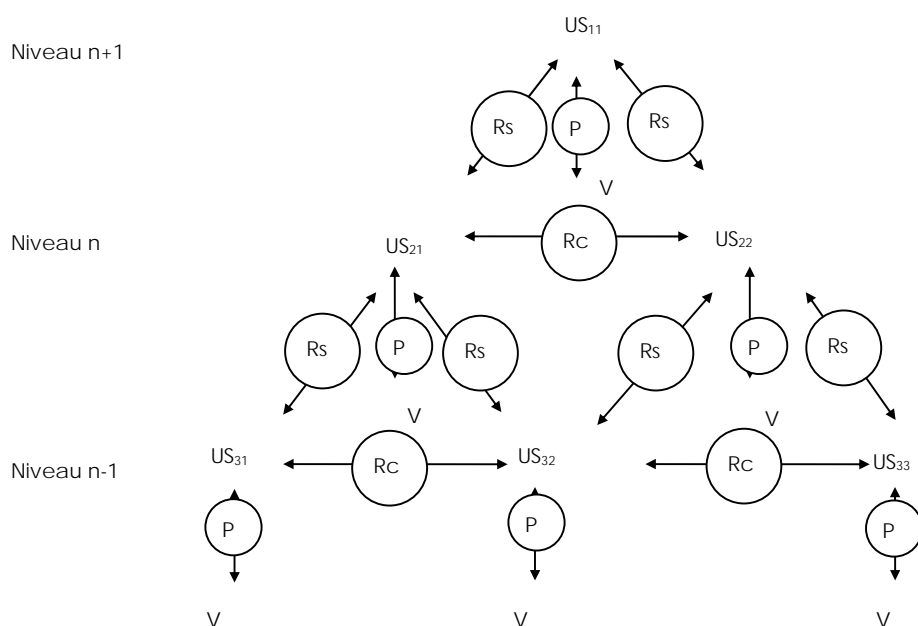 US11
Niveau n+1
Rs P Rs
V
Niveau n US21 Rc US22
Rs P Rs Rs P Rs
V V
Niveau n-1 US31 Rc US32 Rc US33
P P P
V V V